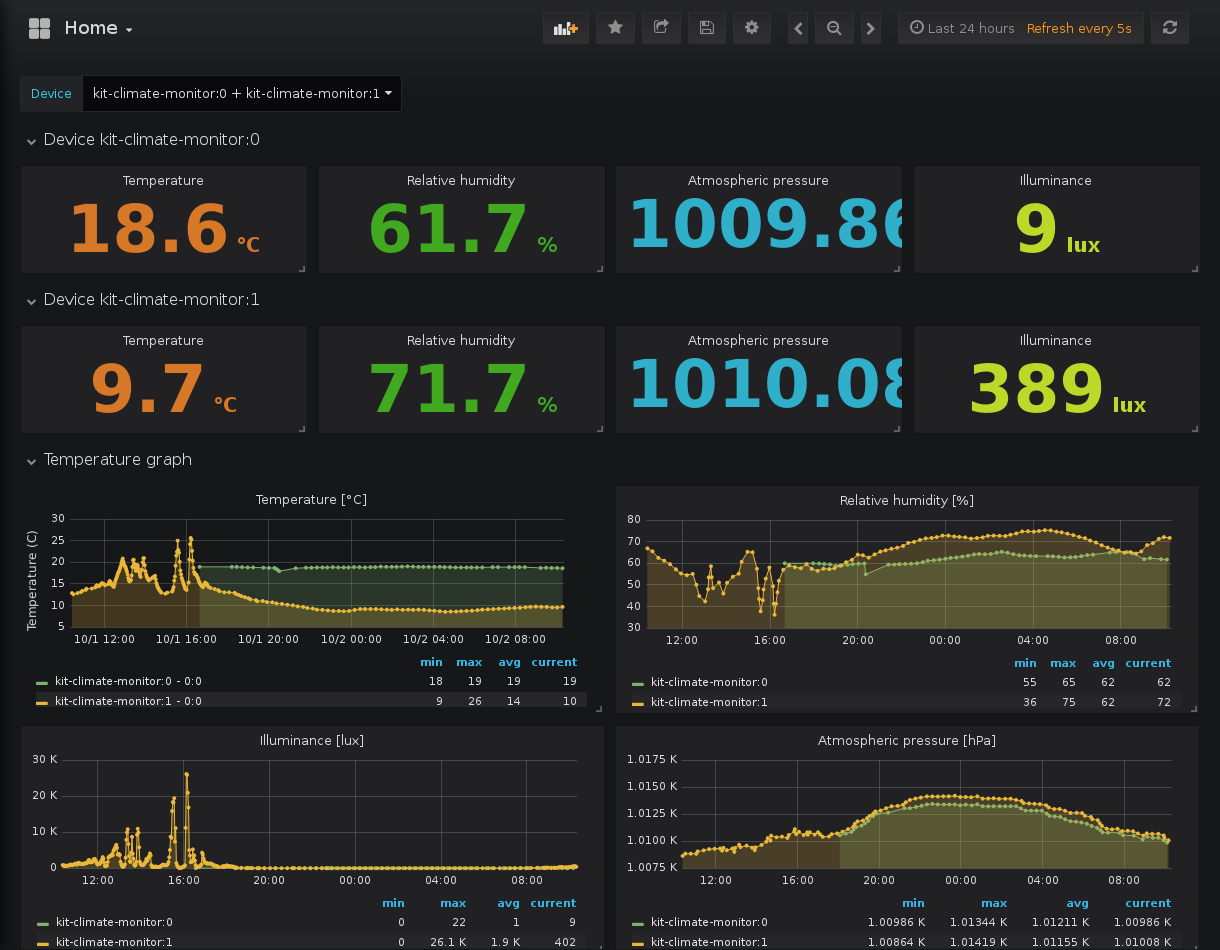 Home
Last 24 hours Refresh every 5s
Device kit-climate-monitor:0 + kit-climate-monitor:1
Device kit-climate-monitor:0
Temperature Relative humidity Atmospheric pressure Illuminance
18.6 °C 61.7 % 1009.86 9 lux
Device kit-climate-monitor:1
Temperature Relative humidity Atmospheric pressure Illuminance
9.7 °C 71.7 % 1010.08 389 lux
Temperature graph
Temperature [°C]
Temperature (C)
30
25
20
15
10
5
10/1 12:00 10/1 16:00 10/1 20:00 10/2 00:00 10/2 04:00 10/2 08:00
min max avg current
kit-climate-monitor:0 - 0:0 18 19 19 19
kit-climate-monitor:1 - 0:0 9 26 14 10
Relative humidity [%]
80
70
60
50
40
30
12:00 16:00 20:00 00:00 04:00 08:00
min max avg current
kit-climate-monitor:0 55 65 62 62
kit-climate-monitor:1 36 75 62 72
Illuminance [lux]
30 K
20 K
10 K
0
12:00 16:00 20:00 00:00 04:00 08:00
min max avg current
kit-climate-monitor:0 0 22 1 9
kit-climate-monitor:1 0 26.1 K 1.9 K 402
Atmospheric pressure [hPa]
1.0175 K
1.0150 K
1.0125 K
1.0100 K
1.0075 K
12:00 16:00 20:00 00:00 04:00 08:00
min max avg current
kit-climate-monitor:0 1.00986 K 1.01344 K 1.01211 K 1.00986 K
kit-climate-monitor:1 1.00864 K 1.01419 K 1.01155 K 1.01008 K